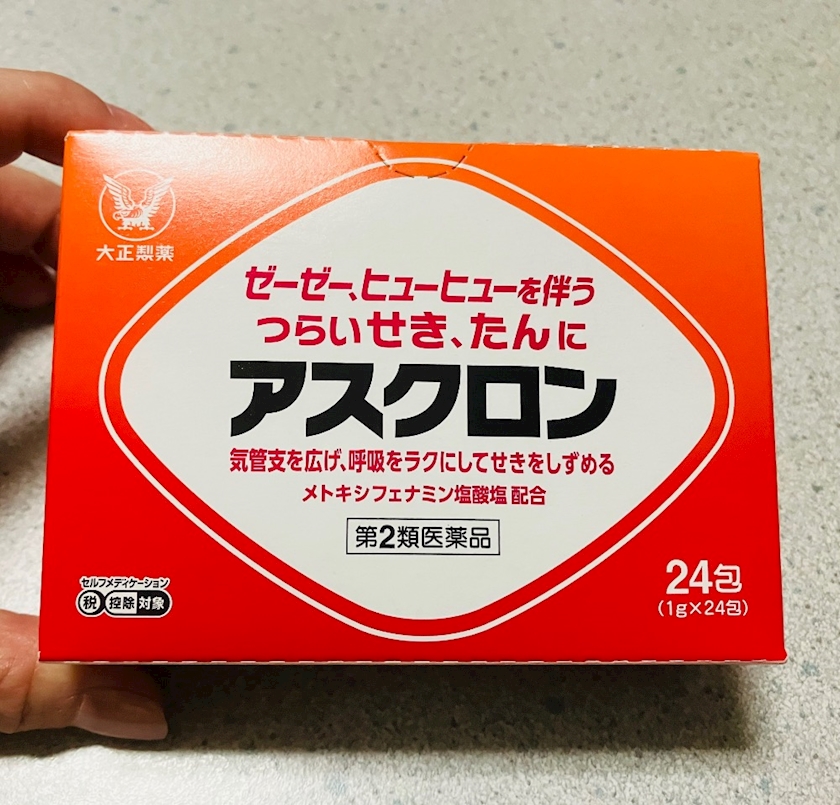 大正製薬
ゼーゼー、ヒューヒューを伴う
つらいせき、たんに
アスクロン
気管支を広げ、呼吸をラクにしてせきをしずめる
メトキシフェナミン塩酸塩 配合
第2類医薬品
セルフメディケーション
税 控除 対象
24包
(1g×24包)